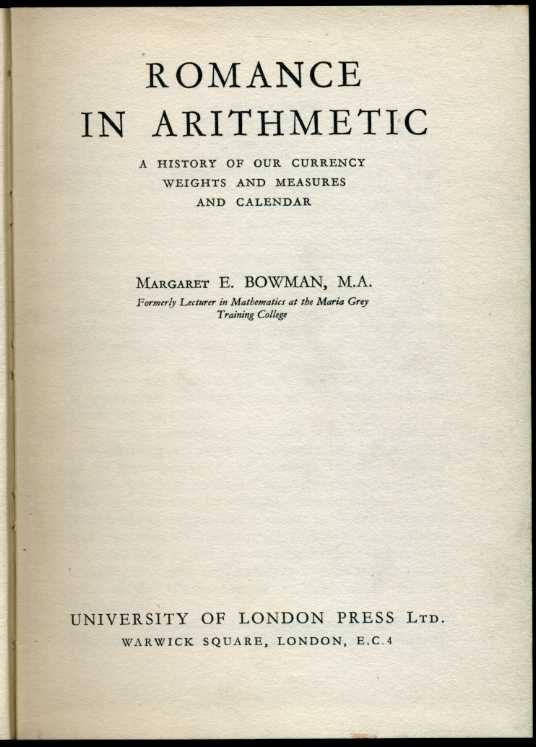 ROMANCE
IN ARITHMETIC
A HISTORY OF OUR CURRENCY
WEIGHTS AND MEASURES
AND CALENDAR
MARGARET E. BOWMAN, M.A.
Formerly Lecturer in Mathematics at the Maria Grey
Training College
UNIVERSITY OF LONDON PRESS LTD.
WARWICK SQUARE, LONDON, E.C.4